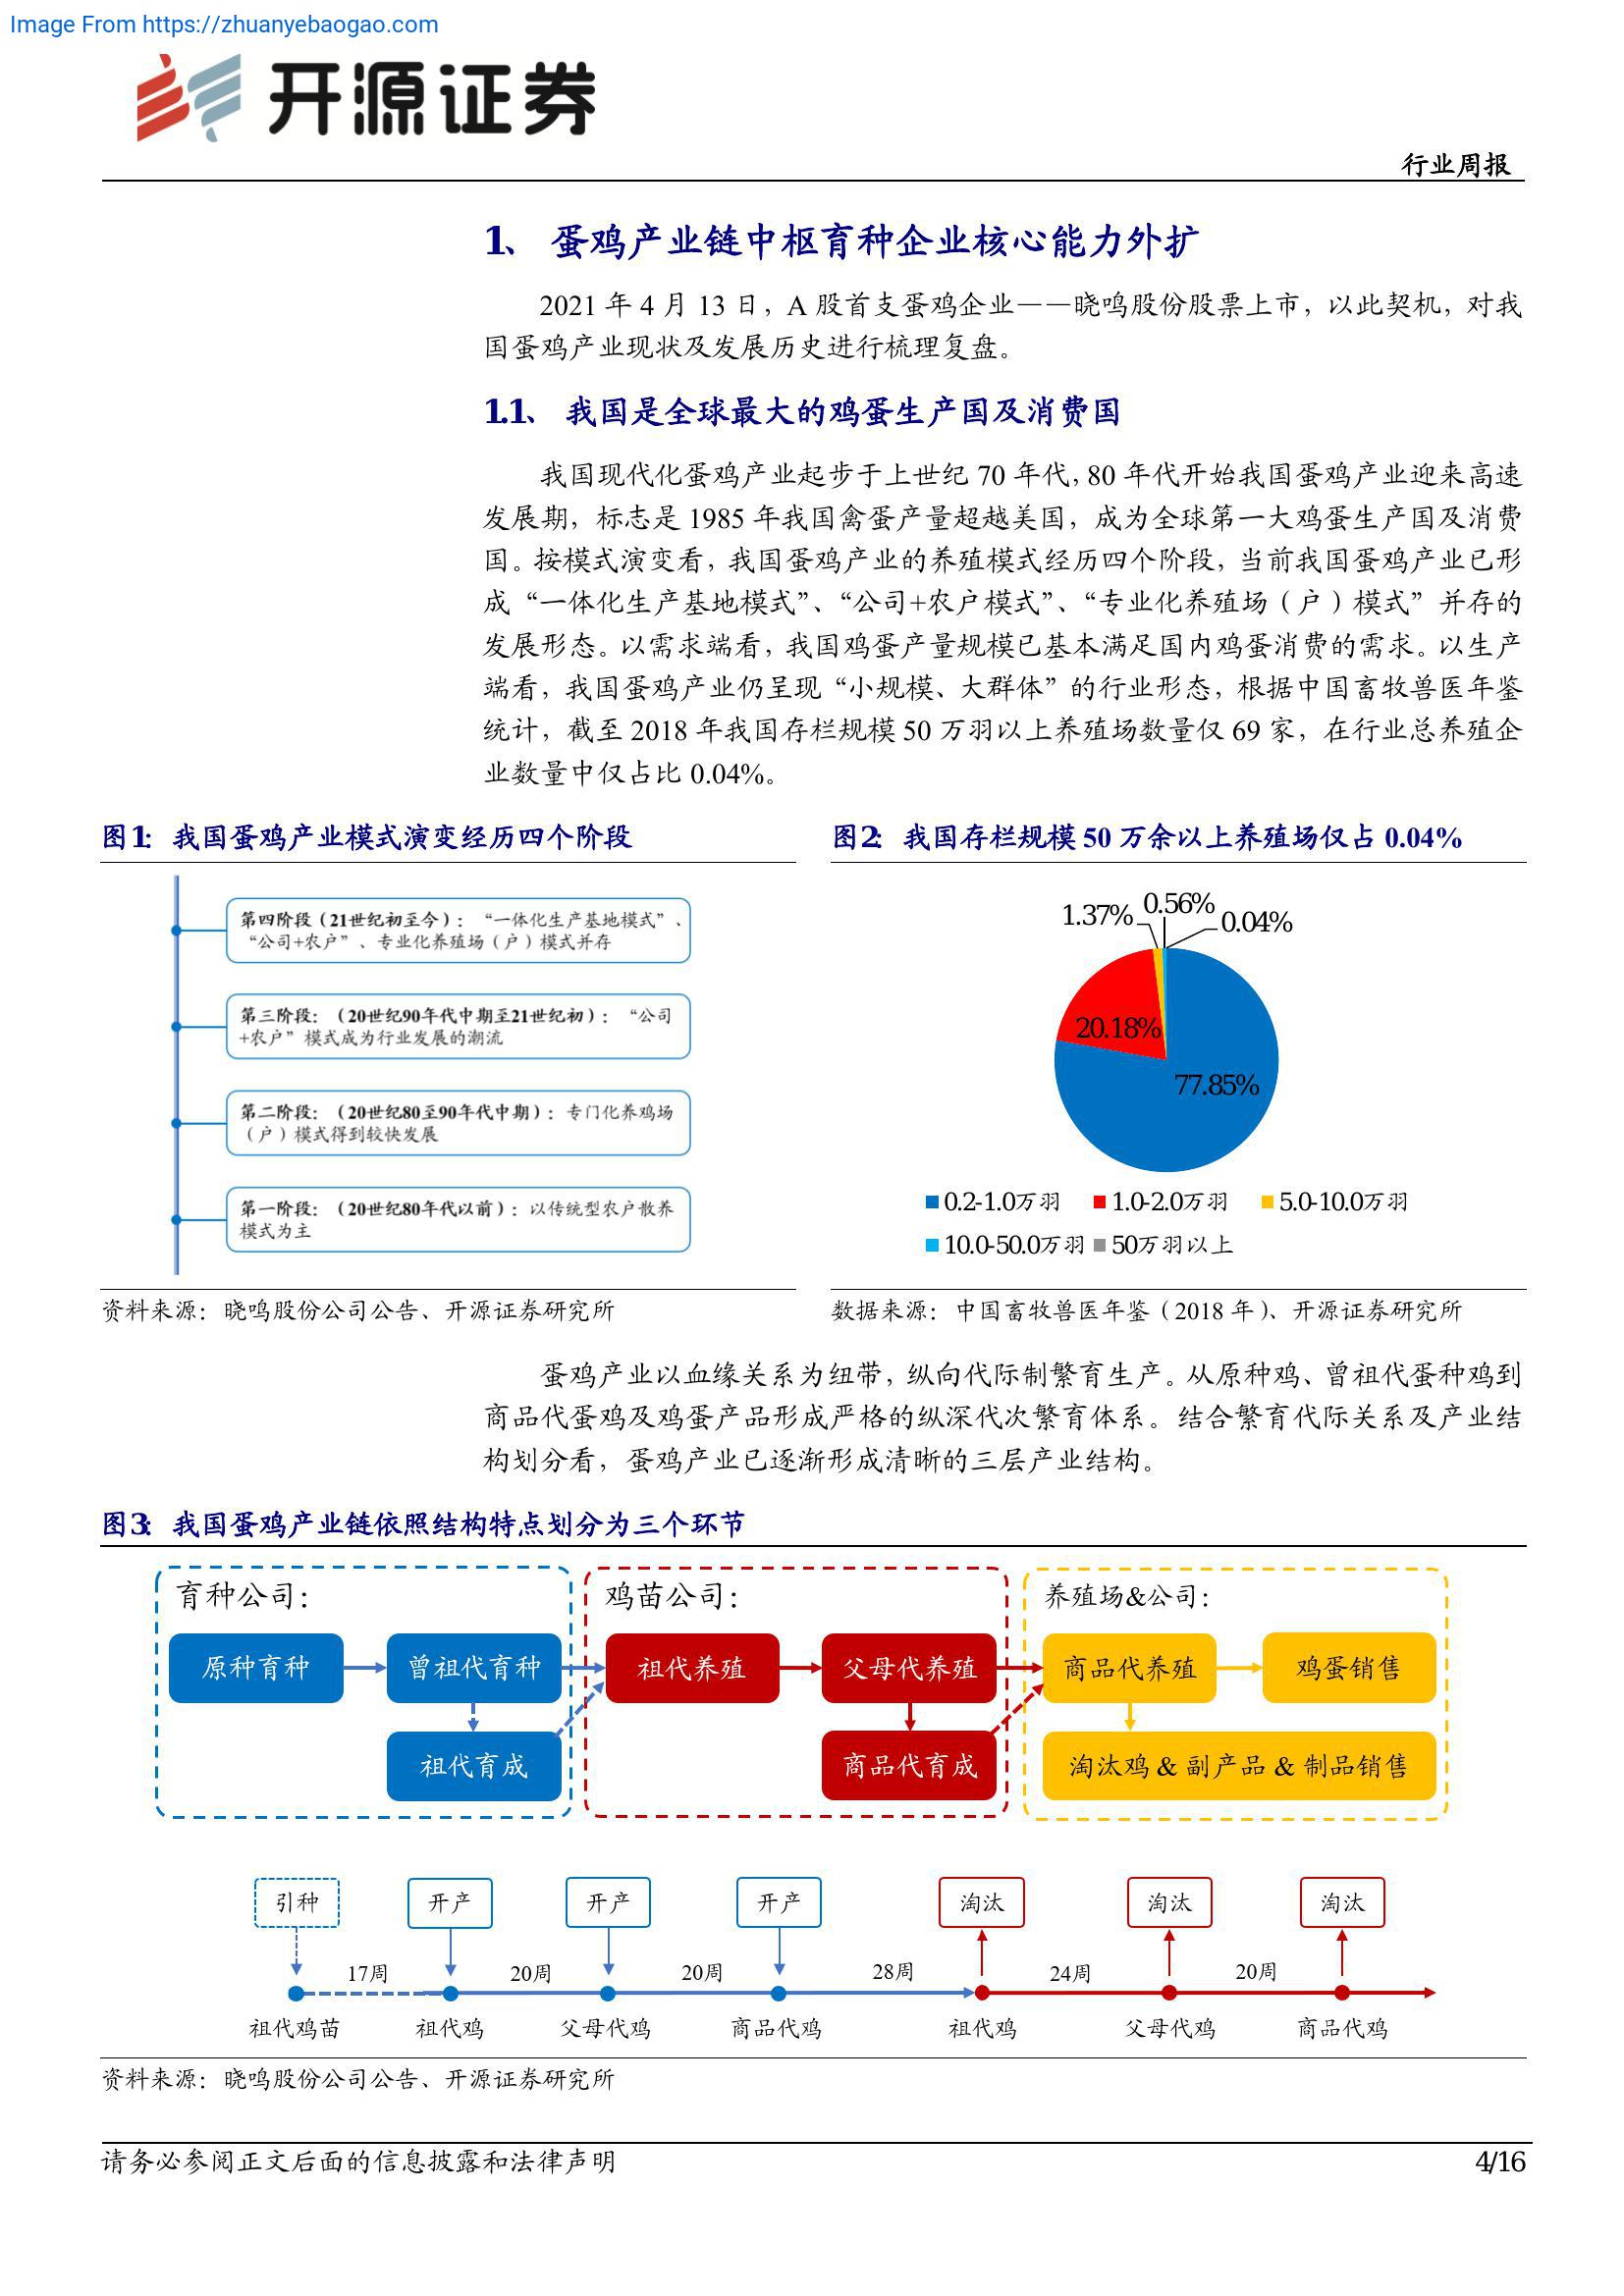 Image From https://zhuanyebaogao.com
开源证券
行业周报
1、 蛋鸡产业链中枢育种企业核心能力外扩
2021 年 4 月 13 日，A 股首支蛋鸡企业——晓鸣股份股票上市，以此契机，对我
国蛋鸡产业现状及发展历史进行梳理复盘。
1.1、 我国是全球最大的鸡蛋生产国及消费国
我国现代化蛋鸡产业起步于上世纪 70 年代，80 年代开始我国蛋鸡产业迎来高速
发展期，标志是 1985 年我国禽蛋产量超越美国，成为全球第一大鸡蛋生产国及消费
国。按模式演变看，我国蛋鸡产业的养殖模式经历四个阶段，当前我国蛋鸡产业已形
成“一体化生产基地模式”、“公司+农户模式”、“专业化养殖场（户）模式”并存的
发展形态。以需求端看，我国鸡蛋产量规模已基本满足国内鸡蛋消费的需求。以生产
端看，我国蛋鸡产业仍呈现“小规模、大群体”的行业形态，根据中国畜牧兽医年鉴
统计，截至 2018 年我国存栏规模 50 万羽以上养殖场数量仅 69 家，在行业总养殖企
业数量中仅占比 0.04%。
图1： 我国蛋鸡产业模式演变经历四个阶段
第四阶段（21世纪初至今）：“一体化生产基地模式”、
“公司+农户”、专业化养殖场（户）模式并存
第三阶段：（20世纪90年代中期至21世纪初）：“公司
+农户”模式成为行业发展的潮流
第二阶段：（20世纪80至90年代中期）：专门化养鸡场
（户）模式得到较快发展
第一阶段：（20世纪80年代以前）：以传统型农户散养
模式为主
资料来源：晓鸣股份公司公告、开源证券研究所
图2： 我国存栏规模 50 万余以上养殖场仅占 0.04%
1.37% 0.56% 0.04%
20.18%
77.85%
0.2-1.0万羽 1.0-2.0万羽 5.0-10.0万羽
10.0-50.0万羽 50万羽以上
数据来源：中国畜牧兽医年鉴（2018 年）、开源证券研究所
蛋鸡产业以血缘关系为纽带，纵向代际制繁育生产。从原种鸡、曾祖代蛋种鸡到
商品代蛋鸡及鸡蛋产品形成严格的纵深代次繁育体系。结合繁育代际关系及产业结
构划分看，蛋鸡产业已逐渐形成清晰的三层产业结构。
图3： 我国蛋鸡产业链依照结构特点划分为三个环节
育种公司： 鸡苗公司： 养殖场&公司：
原种育种 曾祖代育种 祖代养殖 父母代养殖 商品代养殖 鸡蛋销售
祖代育成 商品代育成 淘汰鸡 & 副产品 & 制品销售
引种 开产 开产 开产 淘汰 淘汰 淘汰
17周 20周 20周 28周 24周 20周
祖代鸡苗 祖代鸡 父母代鸡 商品代鸡 祖代鸡 父母代鸡 商品代鸡
资料来源：晓鸣股份公司公告、开源证券研究所
请务必参阅正文后面的信息披露和法律声明 4/16